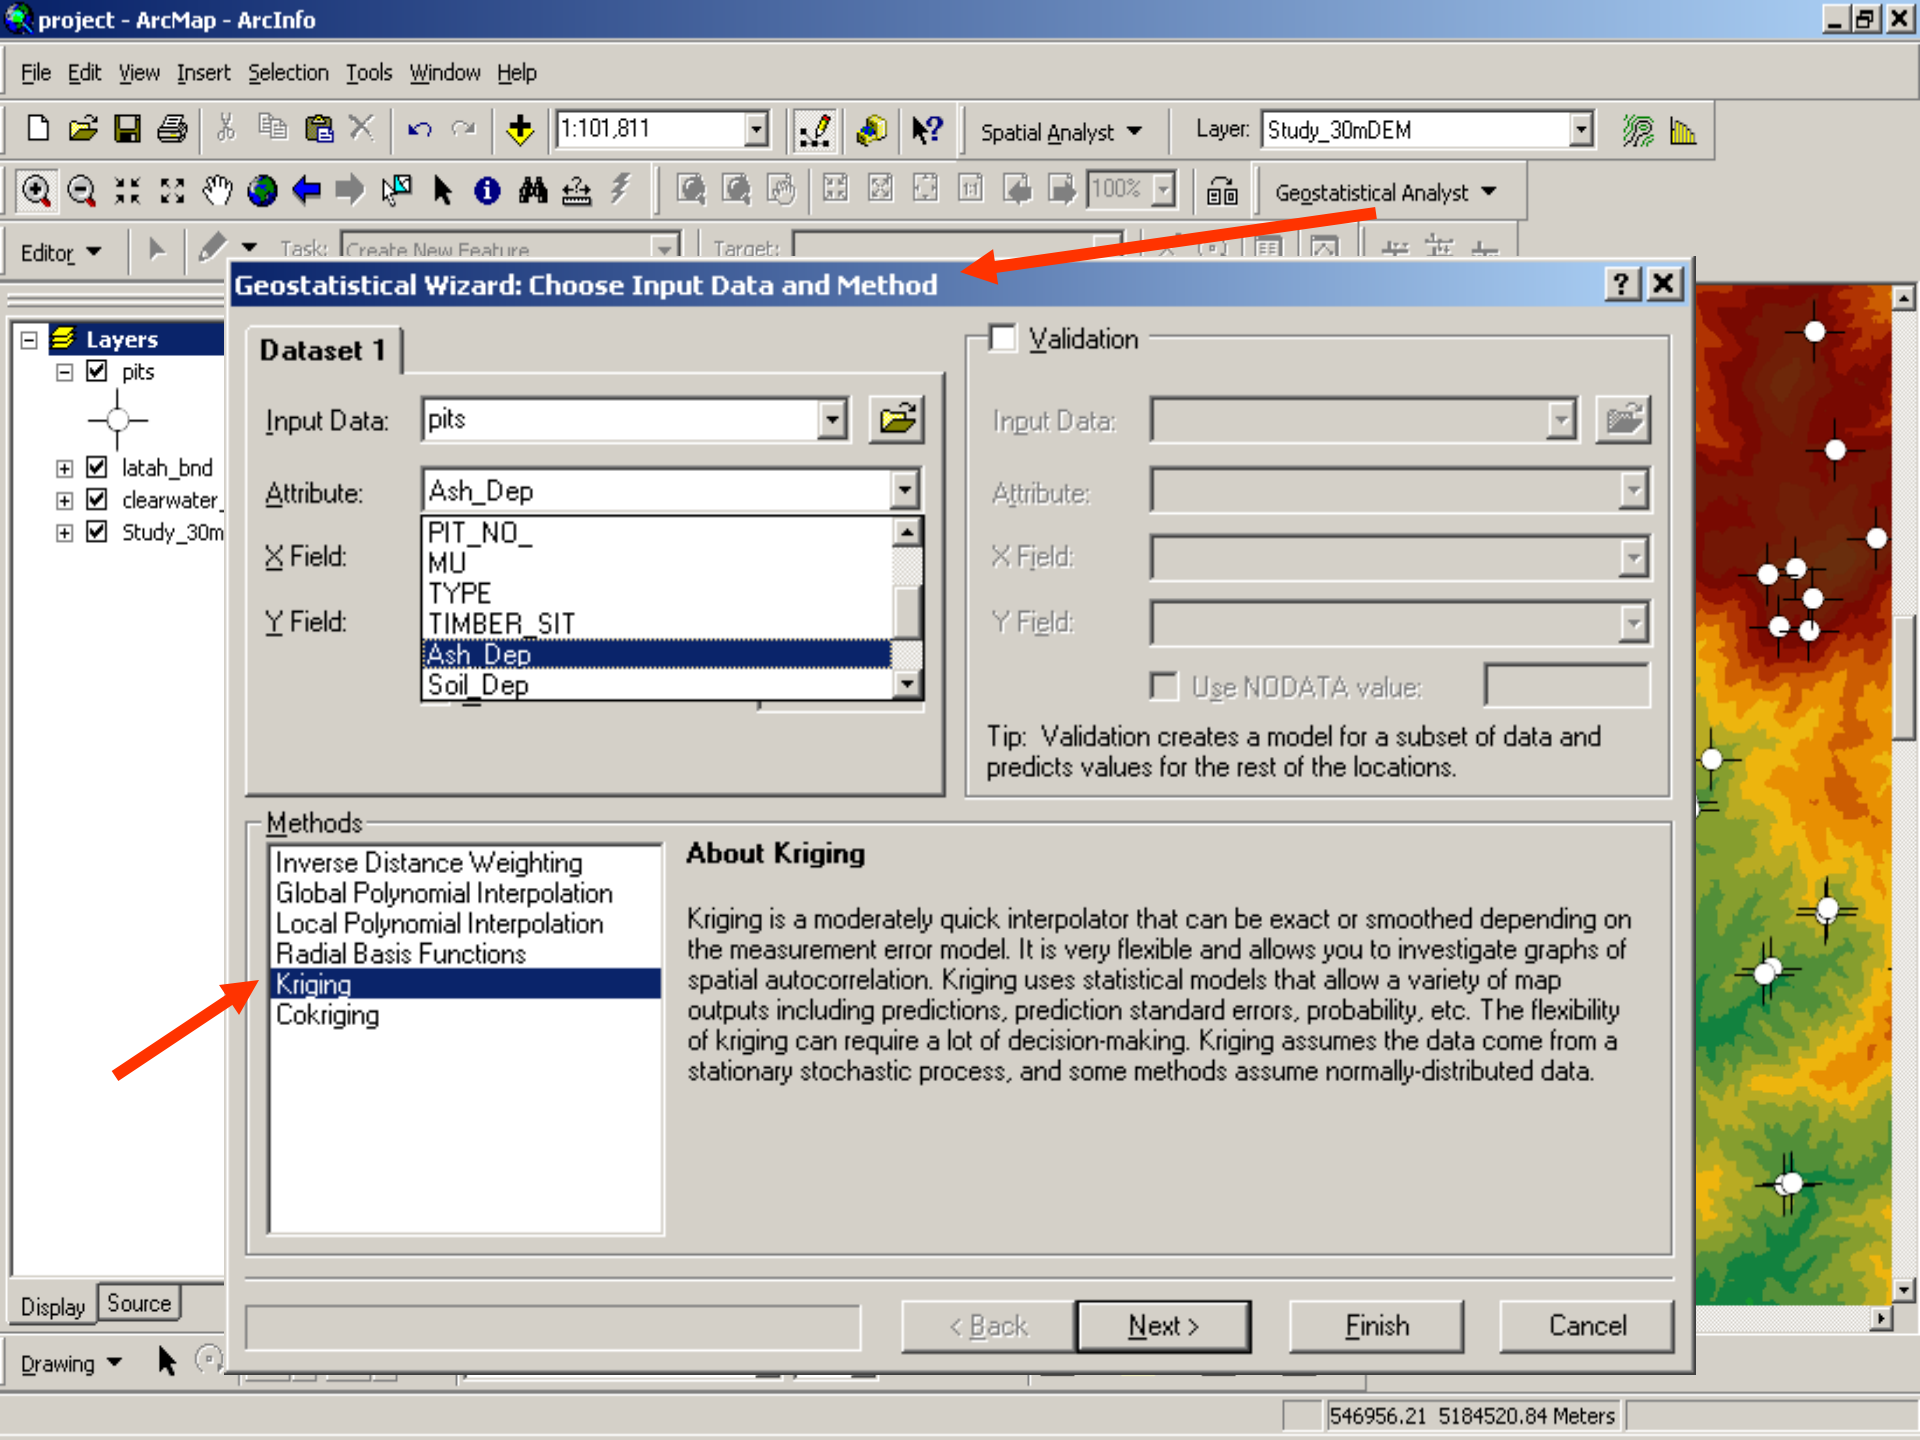 project - ArcMap - ArcInfo
File Edit View Insert Selection Tools Window Help
1:101,811
Spatial Analyst
Layer:
Study_30mDEM
1:1
100%
Geostatistical Analyst
Editor
Task:
Create New Feature
Target:
Geostatistical Wizard: Choose Input Data and Method
Layers
pits
latah_bnd
clearwater_
Study_30m
Dataset 1
Input Data:
pits
Attribute:
Ash_Dep
PIT_NO_
MU
TYPE
TIMBER_SIT
Ash_Dep
Soil_Dep
X Field:
Y Field:
Validation
Input Data:
Attribute:
X Field:
Y Field:
Use NODATA value:
Tip: Validation creates a model for a subset of data and
predicts values for the rest of the locations.
Methods
Inverse Distance Weighting
Global Polynomial Interpolation
Local Polynomial Interpolation
Radial Basis Functions
Kriging
Cokriging
About Kriging
Kriging is a moderately quick interpolator that can be exact or smoothed depending on
the measurement error model. It is very flexible and allows you to investigate graphs of
spatial autocorrelation. Kriging uses statistical models that allow a variety of map
outputs including predictions, prediction standard errors, probability, etc. The flexibility
of kriging can require a lot of decision-making. Kriging assumes the data come from a
stationary stochastic process, and some methods assume normally-distributed data.
< Back
Next >
Finish
Cancel
Display
Source
Drawing
546956.21 5184520.84 Meters